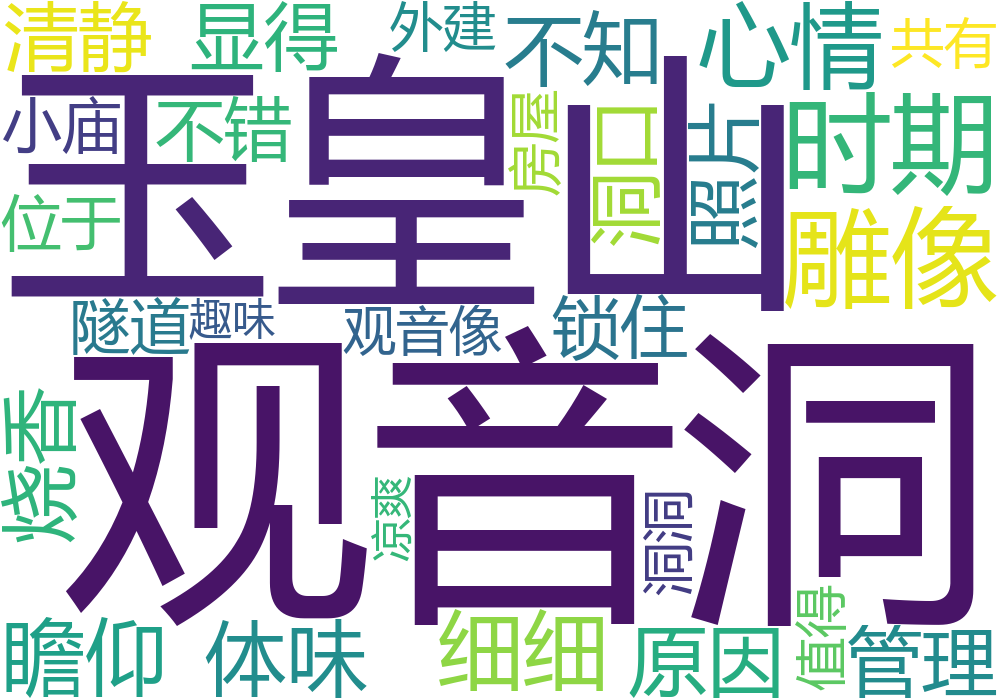 清静
显得
外建
不知
心情
共有
玉皇山
小庙
不错
房屋
洞口
照片
时期
位于
雕像
隧道
趣味
观音像
锁住
观音洞
烧香
凉爽
洞洞
瞻仰
体味
细细
原因
值得
管理